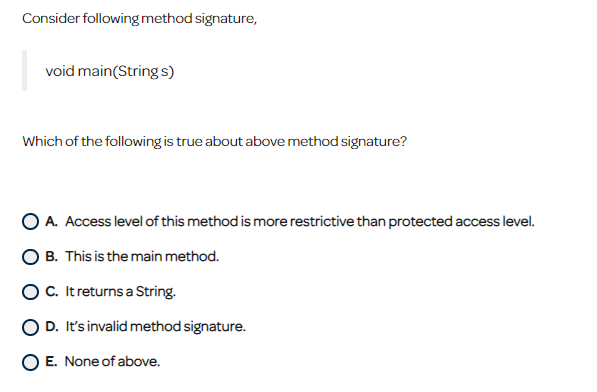 Consider following method signature,
void main(String s)
Which of the following is true about above method signature?
A. Access level of this method is more restrictive than protected access level.
B. This is the main method.
C. It returns a String.
D. It's invalid method signature.
E. None of above.